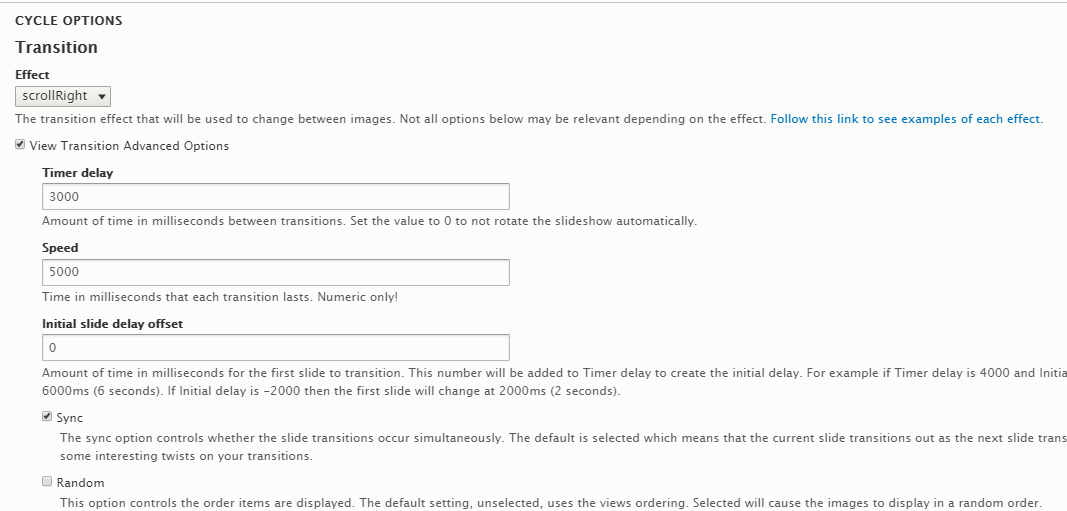 CYCLE OPTIONS
Transition
Effect
scrollRight
The transition effect that will be used to change between images. Not all options below may be relevant depending on the effect. Follow this link to see examples of each effect.
View Transition Advanced Options
Timer delay
3000
Amount of time in milliseconds between transitions. Set the value to 0 to not rotate the slideshow automatically.
Speed
5000
Time in milliseconds that each transition lasts. Numeric only!
Initial slide delay offset
0
Amount of time in milliseconds for the first slide to transition. This number will be added to Timer delay to create the initial delay. For example if Timer delay is 4000 and Initia
6000ms (6 seconds). If Initial delay is -2000 then the first slide will change at 2000ms (2 seconds).
Sync
The sync option controls whether the slide transitions occur simultaneously. The default is selected which means that the current slide transitions out as the next slide trans
some interesting twists on your transitions.
Random
This option controls the order items are displayed. The default setting, unselected, uses the views ordering. Selected will cause the images to display in a random order.